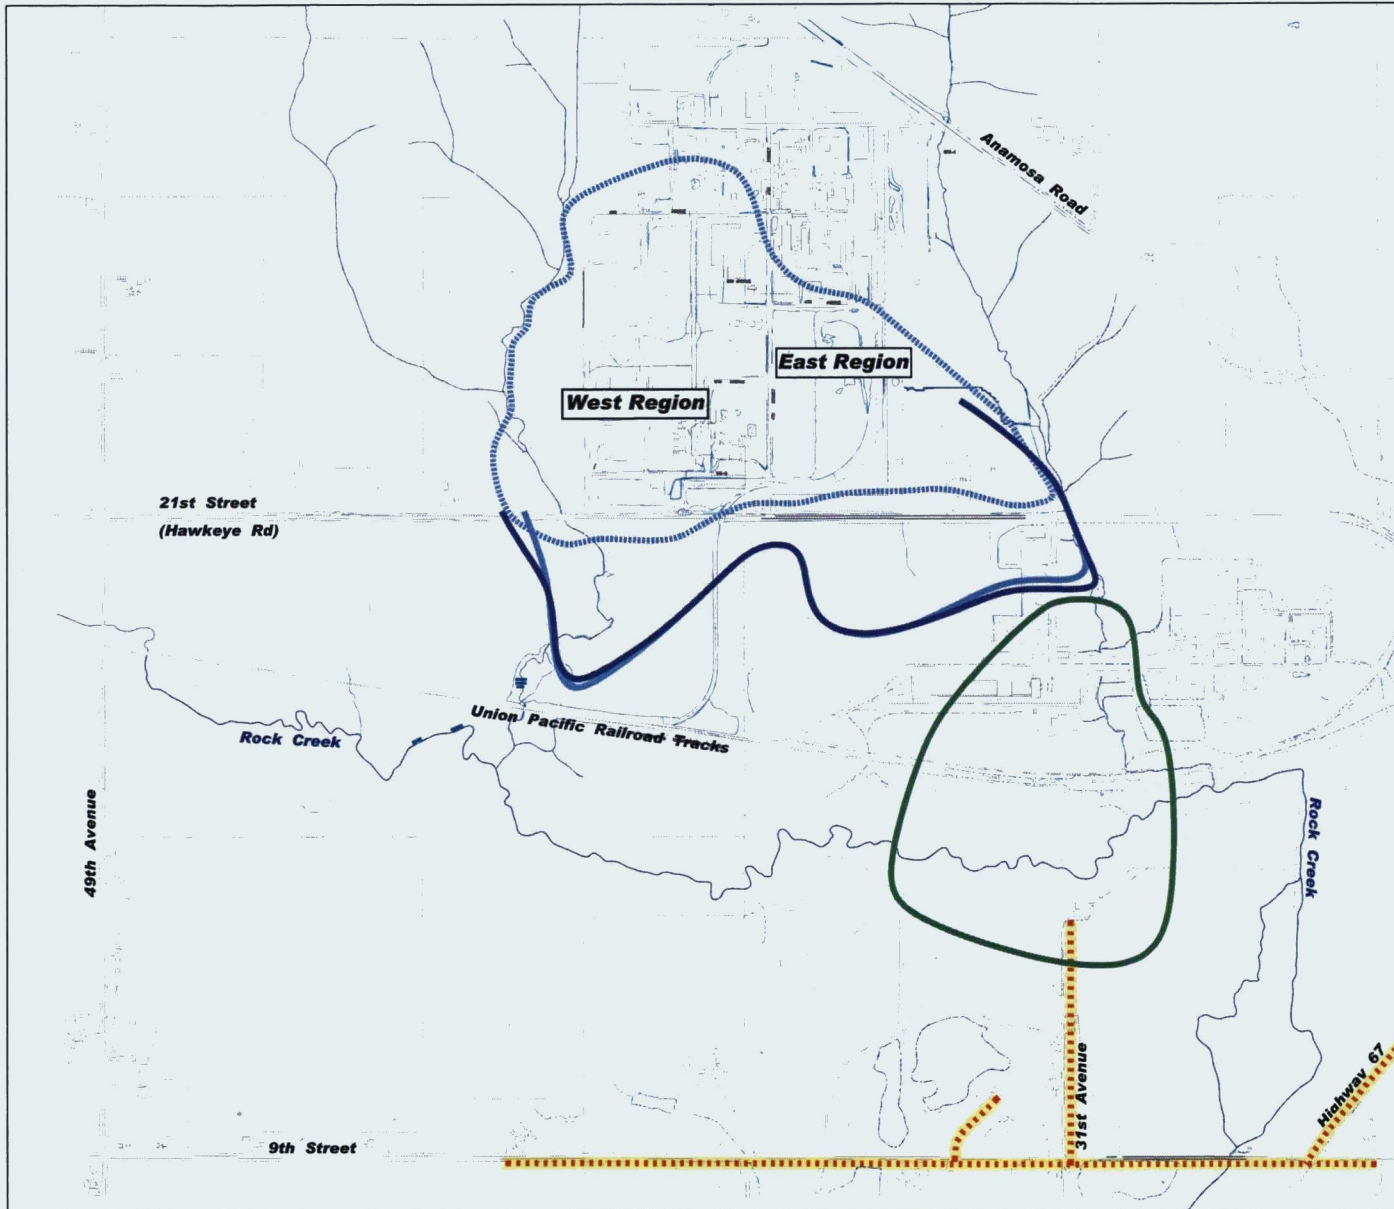 Anamosa Road
East Region
West Region
21st Street
(Hawkeye Rd)
Union Pacific Railroad Tracks
Rock Creek
49th Avenue
Rock Creek
31st Avenue
Highway 67
9th Street